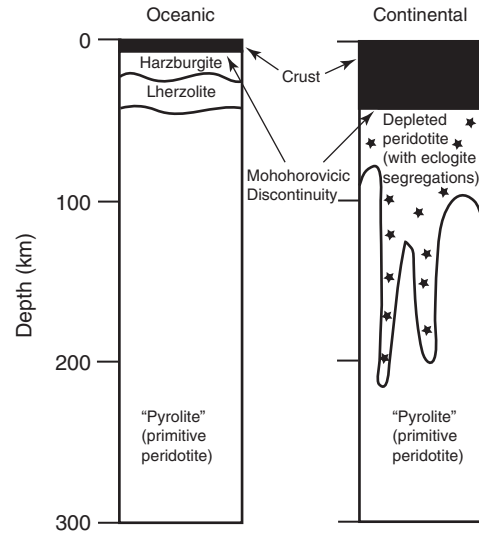 Oceanic
Continental
0
Harzburgite
Lherzolite
Crust
Depleted
peridotite
(with eclogite
segregations)
Mohohorovicic
Discontinuity
100
Depth (km)
200
"Pyrolite"
(primitive
peridotite)
"Pyrolite"
(primitive
peridotite)
300